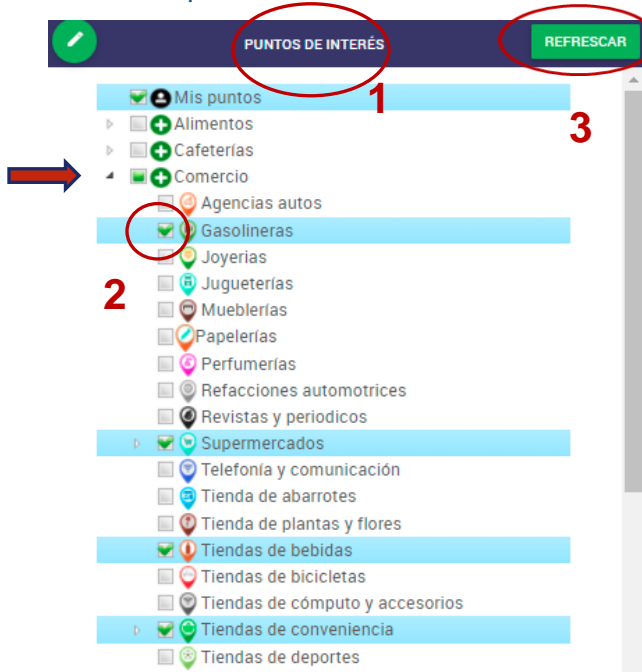 PUNTOS DE INTERÉS
REFRESCAR
1
3
Mis puntos
Alimentos
Cafeterías
Comercio
Agencias autos
Gasolineras
2
Joyerias
Jugueterías
Mueblerías
Papelerías
Perfumerías
Refacciones automotrices
Revistas y periodicos
Supermercados
Telefonía y comunicación
Tienda de abarrotes
Tienda de plantas y flores
Tiendas de bebidas
Tiendas de bicicletas
Tiendas de cómputo y accesorios
Tiendas de conveniencia
Tiendas de deportes